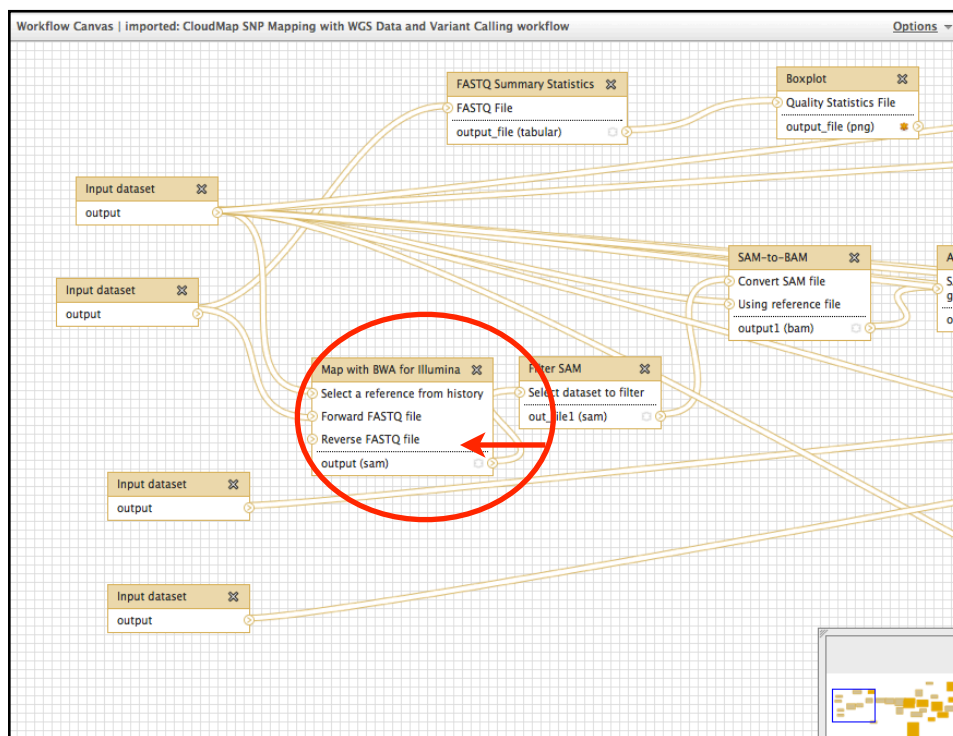 Workflow Canvas | imported: CloudMap SNP Mapping with WGS Data and Variant Calling workflow
Options
FASTQ Summary Statistics
FASTQ File
output_file (tabular)
Boxplot
Quality Statistics File
output_file (png)
Input dataset
output
Input dataset
output
SAM-to-BAM
Convert SAM file
Using reference file
output1 (bam)
Map with BWA for Illumina
Select a reference from history
Forward FASTQ file
Reverse FASTQ file
output (sam)
Filter SAM
Select dataset to filter
out_file1 (sam)
Input dataset
output
Input dataset
output